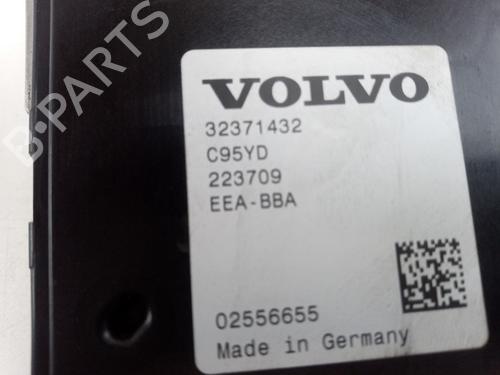 B-PARTS
VOLVO
32371432
C95YD
223709
EEA-BBA
02556655
Made in Germany